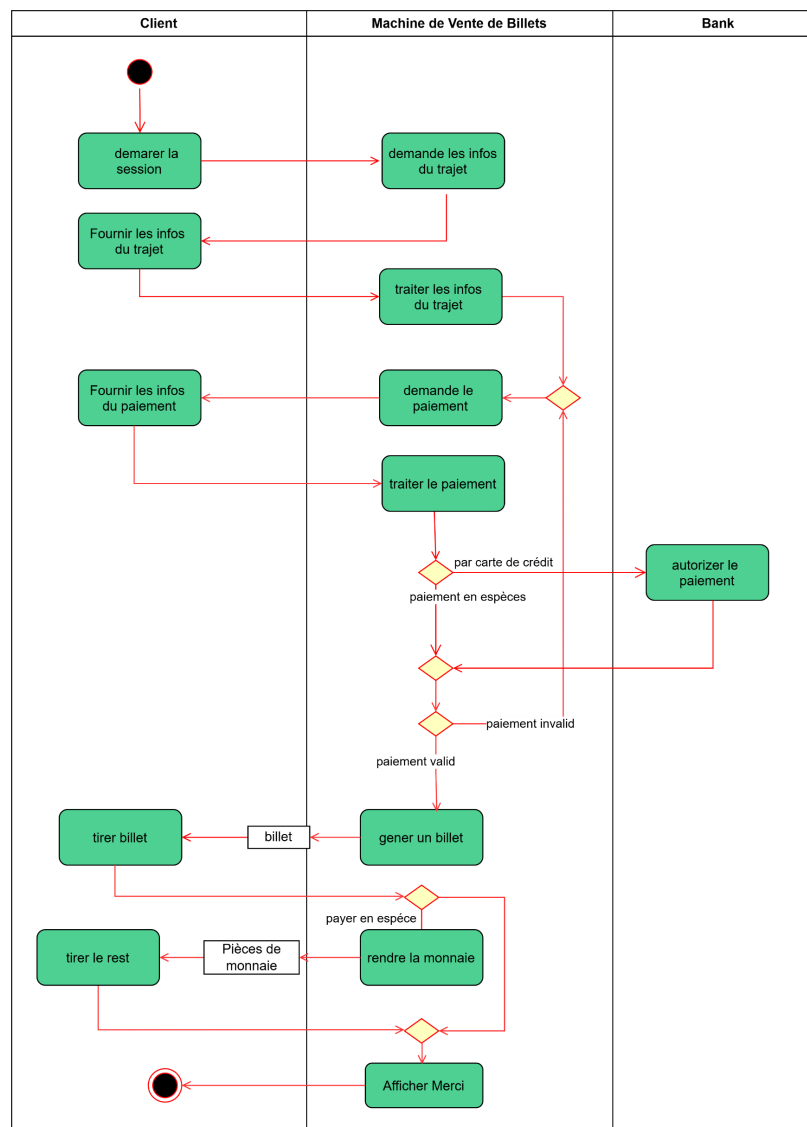 Client
Machine de Vente de Billets
Bank
demarer la
session
demande les infos
du trajet
Fournir les infos
du trajet
traiter les infos
du trajet
Fournir les infos
du paiement
demande le
paiement
traiter le paiement
par carte de crédit
autorizer le
paiement
paiement en espèces
paiement invalid
paiement valid
tirer billet
billet
gener un billet
payer en espéce
tirer le rest
Pièces de
monnaie
rendre la monnaie
Afficher Merci